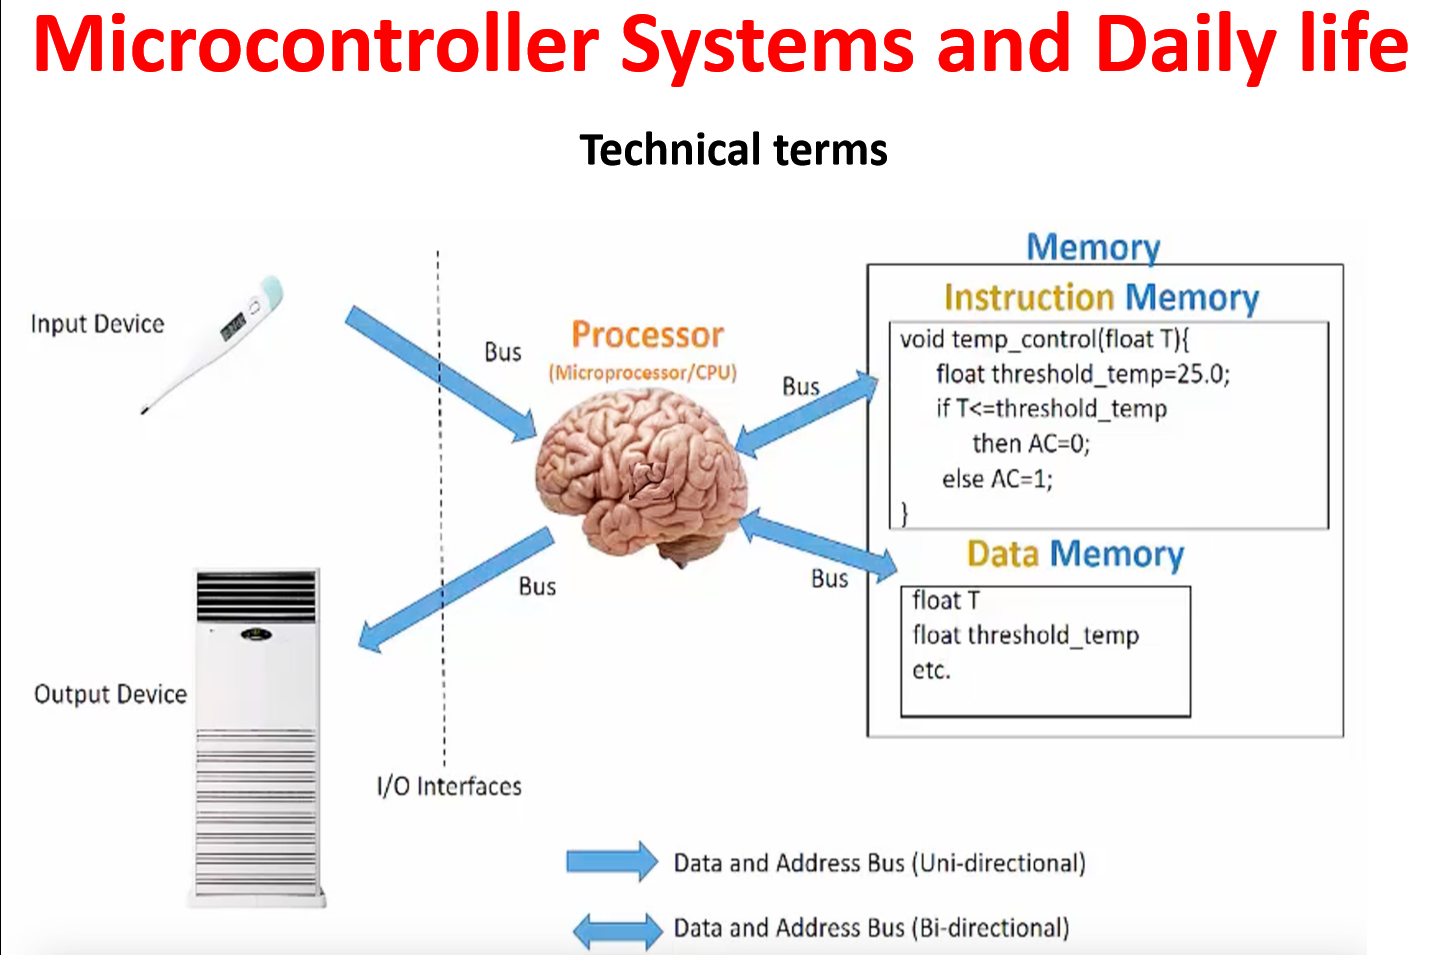 Microcontroller Systems and Daily life
Technical terms
Memory
Instruction Memory
Input Device
Bus
Processor
(Microprocessor/CPU)
Bus
void temp_control(float T){
float threshold_temp=25.0;
if T<=threshold_temp
then AC=0;
else AC=1;
}
Data Memory
Bus
Bus
float T
float threshold_temp
etc.
Output Device
I/O Interfaces
Data and Address Bus (Uni-directional)
Data and Address Bus (Bi-directional)